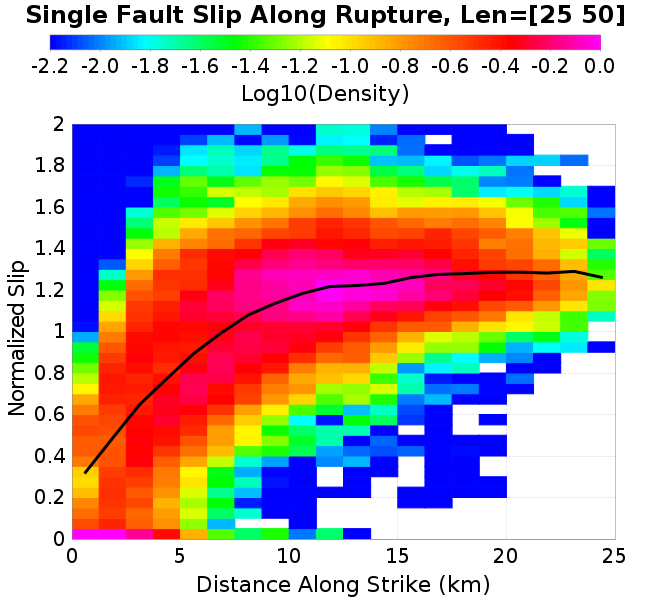 Single Fault Slip Along Rupture, Len=[25 50]
-2.2 -2.0 -1.8 -1.6 -1.4 -1.2 -1.0 -0.8 -0.6 -0.4 -0.2 0.0
Log10(Density)
Normalized Slip
2
1.8
1.6
1.4
1.2
1
0.8
0.6
0.4
0.2
0
0 5 10 15 20 25
Distance Along Strike (km)